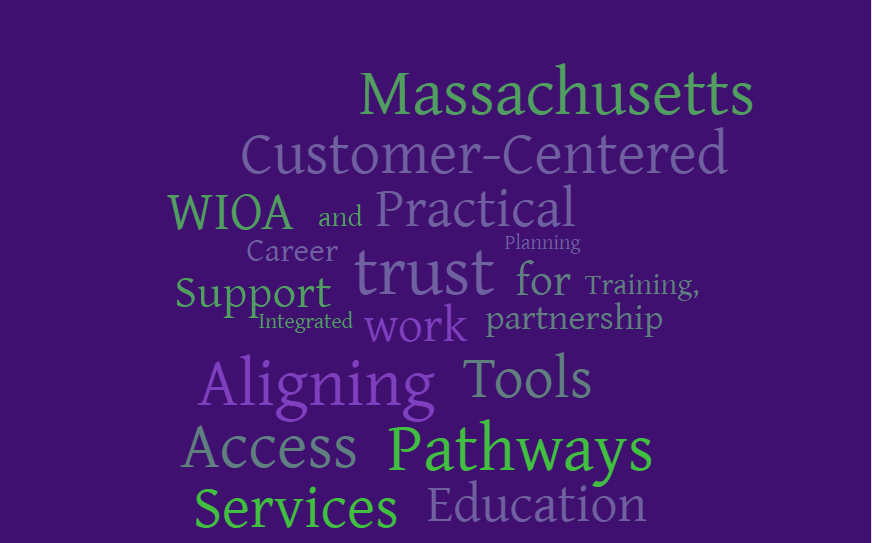 Massachusetts
Customer-Centered
WIOA and Practical
Career Planning
trust for Training,
Support
Integrated work partnership
Aligning Tools
Access Pathways
Services Education